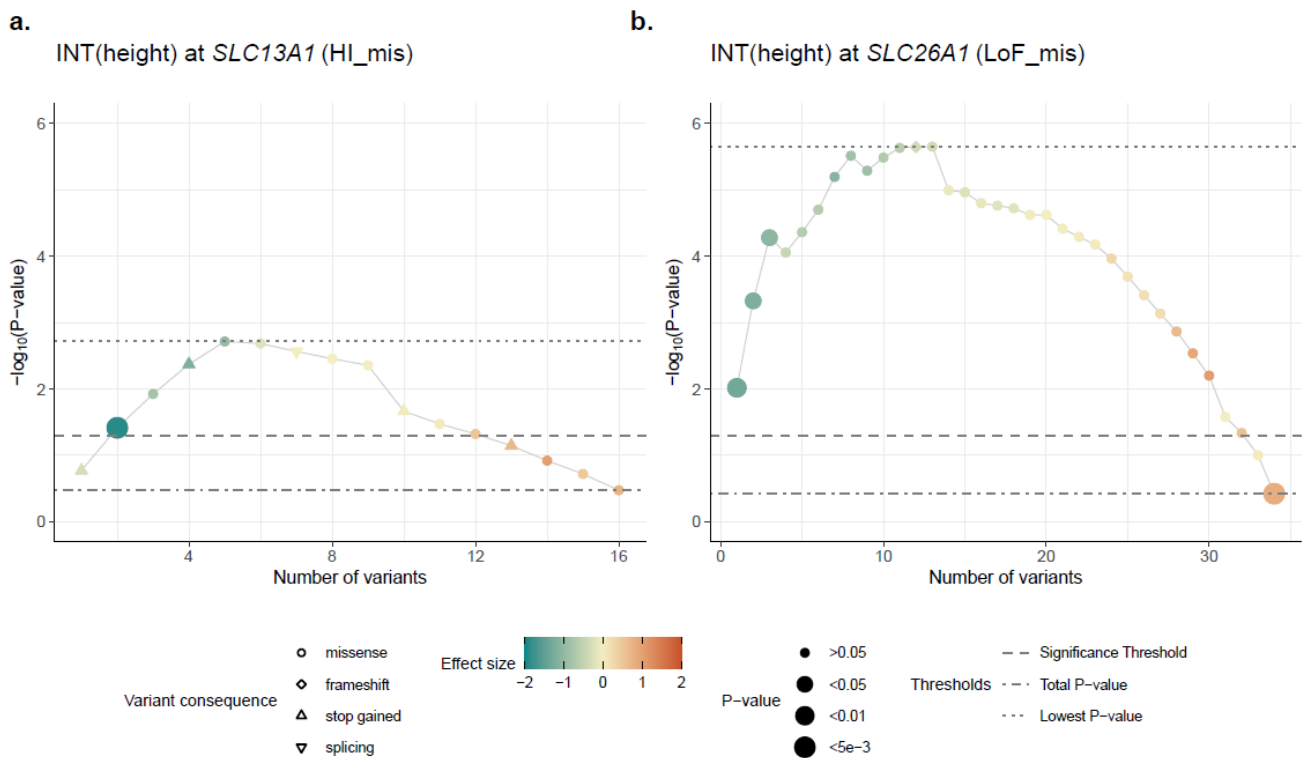 a.
INT(height) at SLC13A1 (HI_mis)
6
4
2
0
−log10(P−value)
4
8
12
16
Number of variants
b.
INT(height) at SLC26A1 (LoF_mis)
6
4
2
0
−log10(P−value)
0
10
20
30
Number of variants
Variant consequence
missense
frameshift
stop gained
splicing
Effect size
−2 −1 0 1 2
P−value
>0.05
<0.05
<0.01
<5e−3
Thresholds
Significance Threshold
Total P−value
Lowest P−value